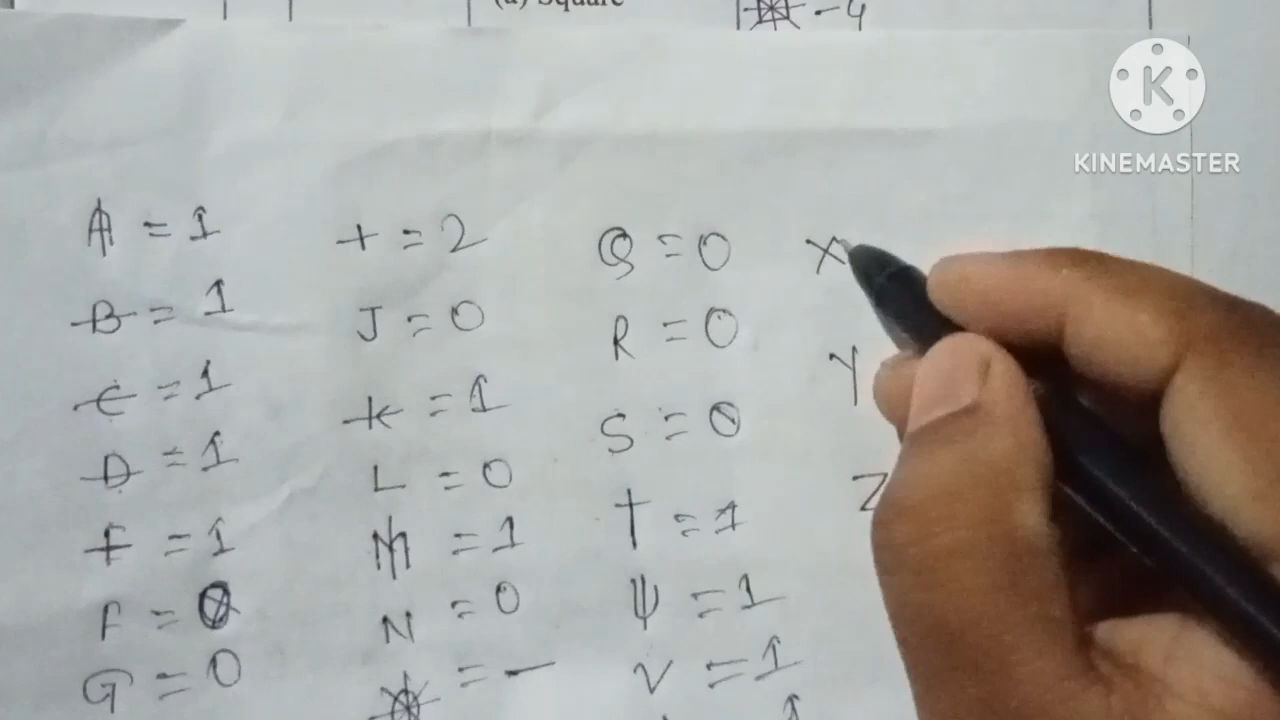 (a) Square
- 4
A = 1
B = 1
C = 1
D = 1
E = 1
F = 0
G = 0
+ = 2
J = 0
K = 1
L = 0
M = 1
N = 0
= -
Q = 0
R = 0
S = 0
T = 1
U = 1
V = 1
X
Y
Z
K
KINEMASTER